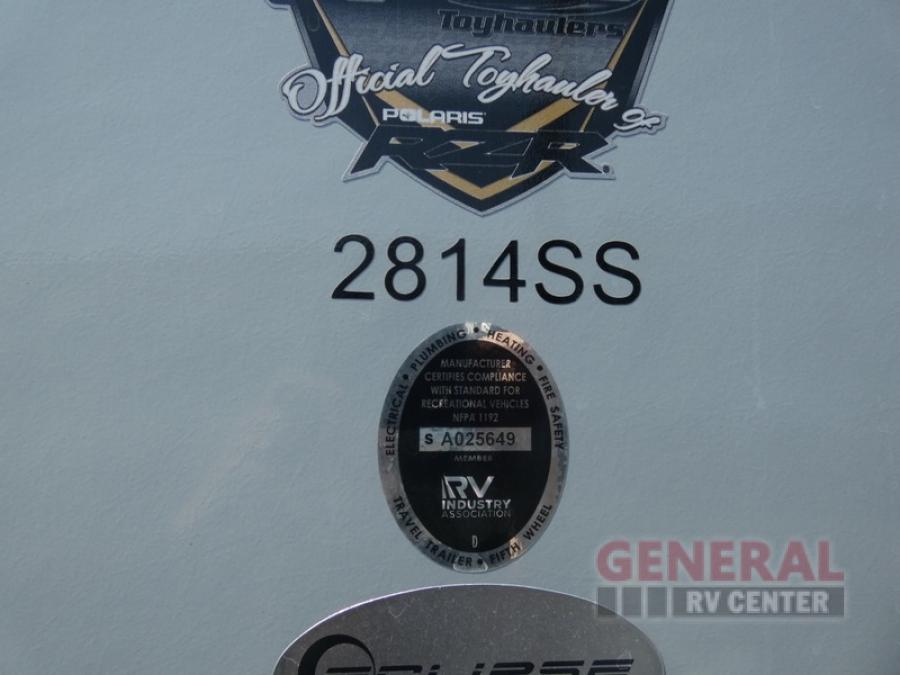 Toyhaulers
Official Toyhauler of
POLARIS
RZR
2814SS
ELECTRICAL • PLUMBING • HEATING • FIRE SAFETY
MANUFACTURER
CERTIFIES COMPLIANCE
WITH STANDARD FOR
RECREATIONAL VEHICLES
NFPA 1192
S A025649
MEMBER
RV
INDUSTRY
ASSOCIATION
D
TRAVEL TRAILER • FIFTH WHEEL
GENERAL
RV CENTER
ECLIPSE